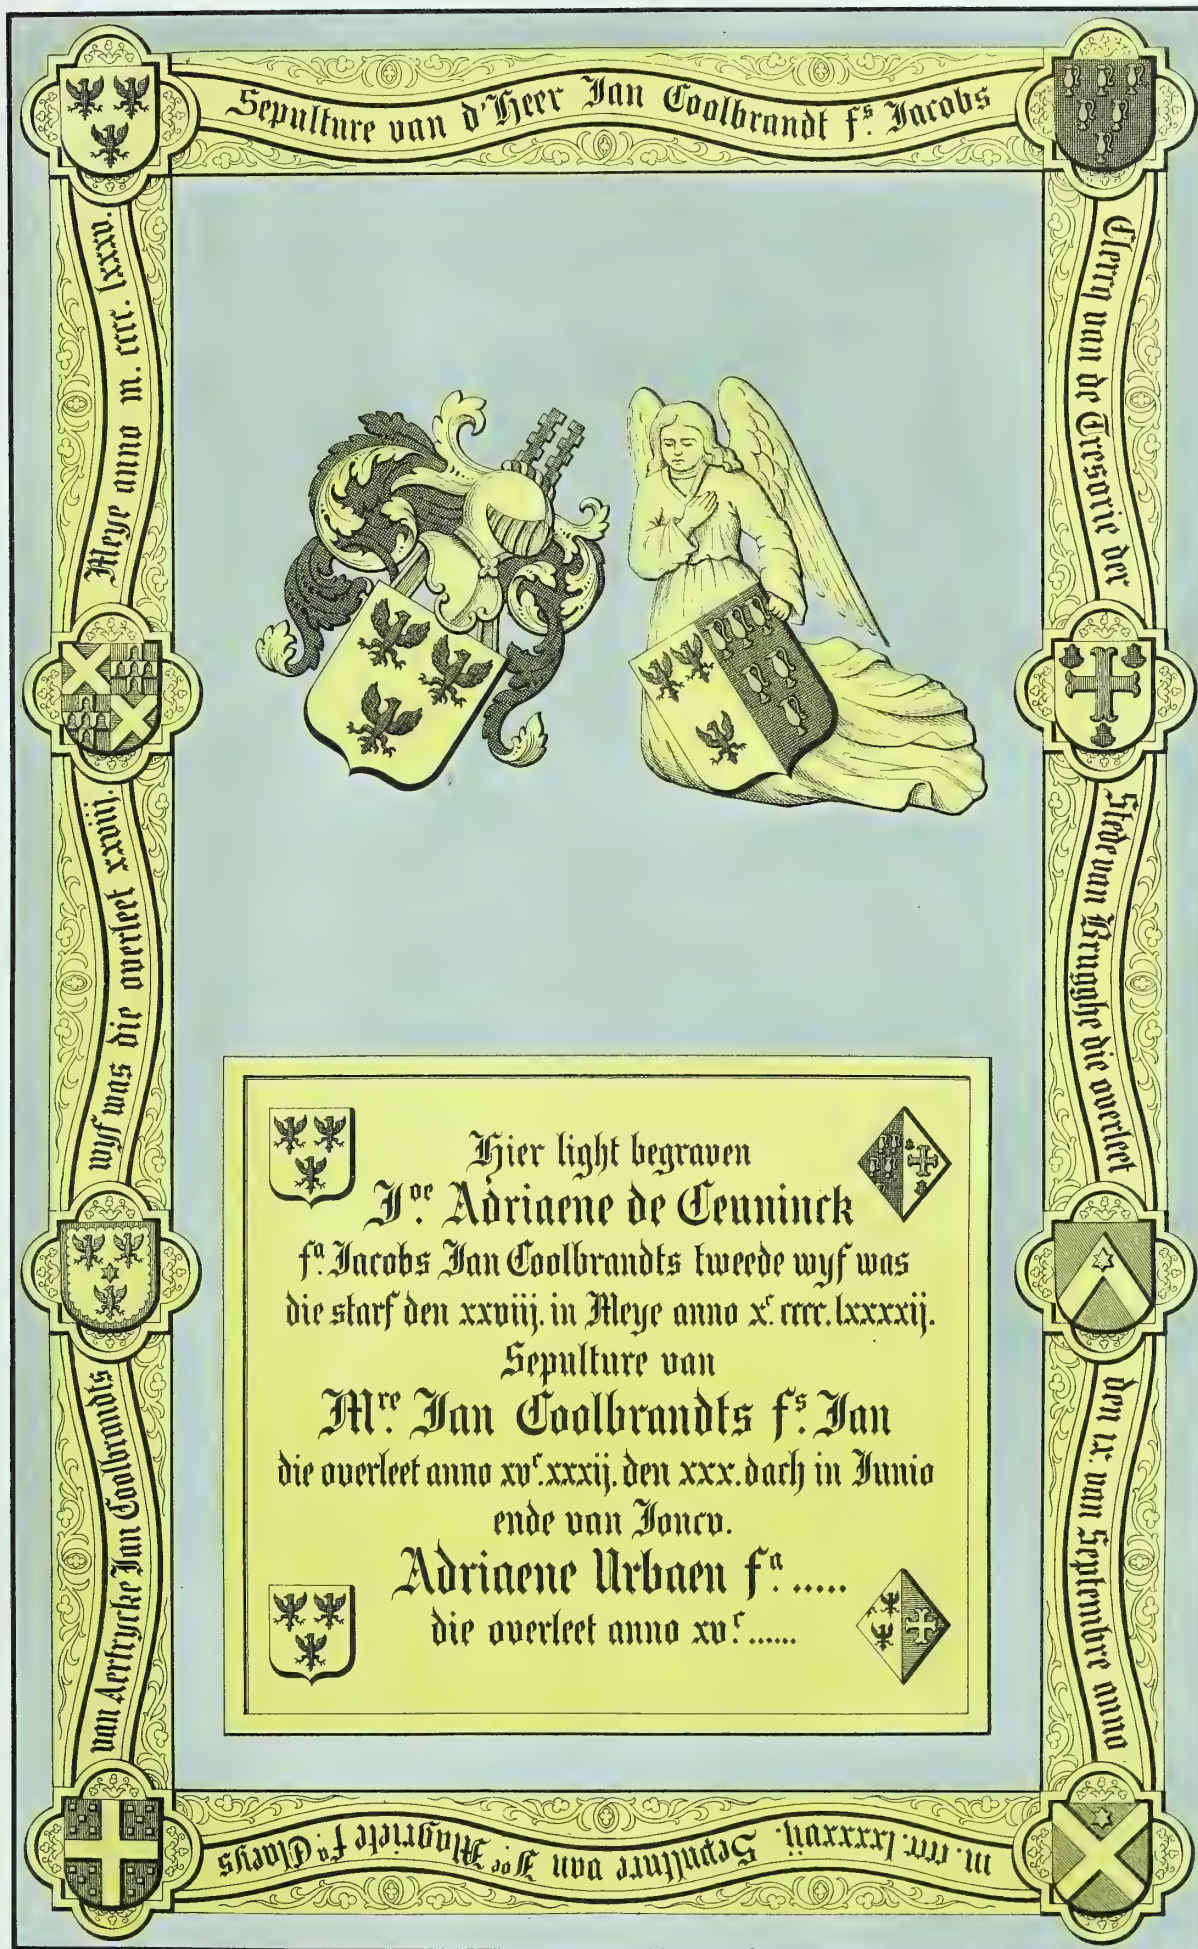 Sepulture van d'Heer Jan Coolbrandt fˢ. Jacobs
Clercq van de Tresorie der
Stede van Brugghe die overleet
den ix. van Septembre anno
m. cccc. lxxxxvij. Sepulture van Jᵒᵉ. Magriete fᵃ. Claeys
van Aertrycke Jan Coolbrandts
wyf was die overleet xxviij.
Meye anno m. cccc. lxxxv.
Hier light begraven
Jᵒᵉ. Adriaene de Ceuninck
fᵃ. Jacobs Jan Coolbrandts tweede wyf was
die starf den xxviij. in Meye anno xᶜ. cccc. lxxxxij.
Sepulture van
Mʳᵉ. Jan Coolbrandts fˢ. Jan
die overleet anno xvᶜ. xxxij. den xxx. dach in Junio
ende van Joncv.
Adriaene Urbaen fᵃ. .....
die overleet anno xvᶜ. ......